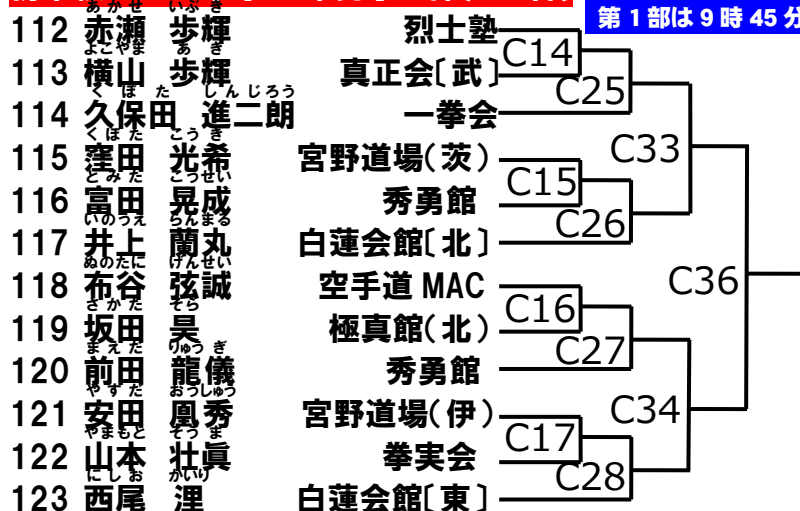 第1部は9時45分
あかせ いぶき
112 赤瀬 歩輝 烈士塾
よこやま あき
113 横山 歩輝 真正会〔武〕
くぼた しんじろう
114 久保田 進二朗 一拳会
くぼた こうき
115 窪田 光希 宮野道場(茨)
とみた こうせい
116 富田 晃成 秀勇館
いのうえ らんまる
117 井上 蘭丸 白蓮会館〔北〕
ぬのたに げんせい
118 布谷 弦誠 空手道 MAC
さかた そら
119 坂田 昊 極真館(北)
まえだ りゅうぎ
120 前田 龍儀 秀勇館
やすだ おうしゅう
121 安田 凰秀 宮野道場(伊)
やまもと そうま
122 山本 壮眞 拳実会
にしお かいり
123 西尾 浬 白蓮会館〔東〕
C14
C25
C33
C15
C26
C36
C16
C27
C34
C17
C28